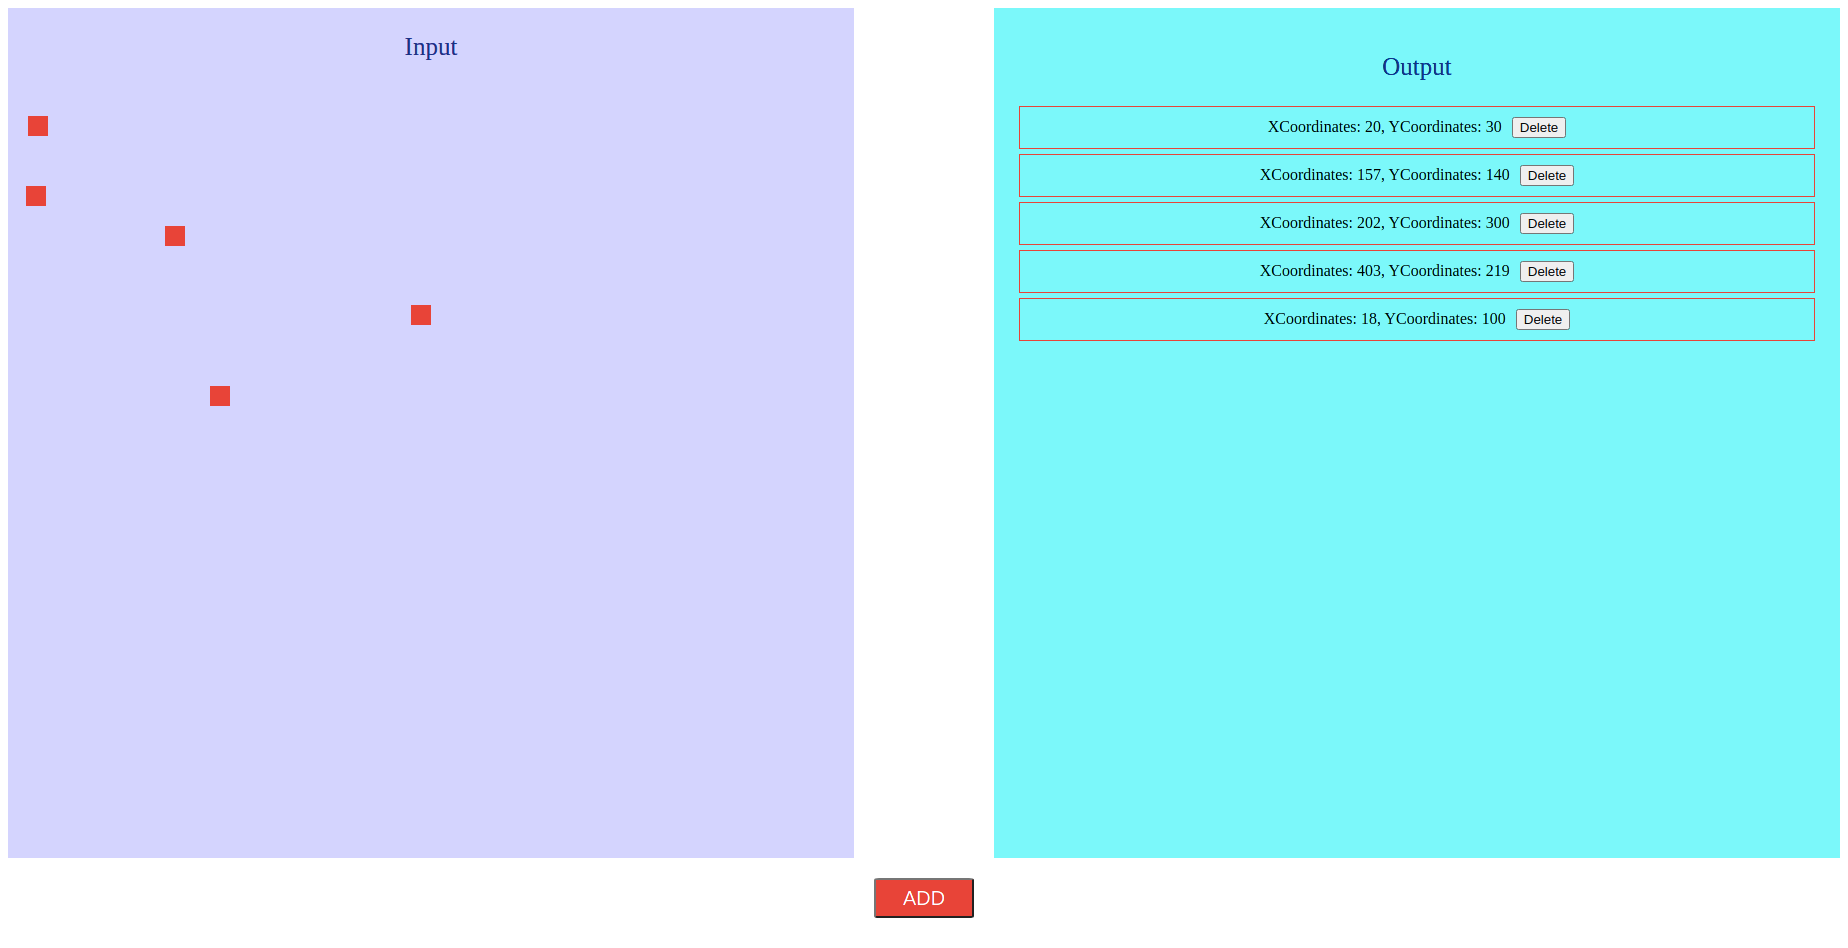 Input
Output
XCoordinates: 20, YCoordinates: 30 Delete
XCoordinates: 157, YCoordinates: 140 Delete
XCoordinates: 202, YCoordinates: 300 Delete
XCoordinates: 403, YCoordinates: 219 Delete
XCoordinates: 18, YCoordinates: 100 Delete
ADD